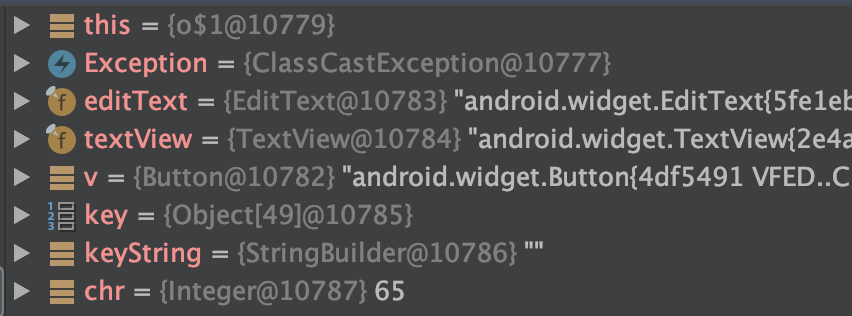 this = {o$1@10779}
Exception = {ClassCastException@10777}
f editText = {EditText@10783} "android.widget.EditText{5fe1eb
f textView = {TextView@10784} "android.widget.TextView{2e4a
v = {Button@10782} "android.widget.Button{4df5491 VFED..C
123 key = {Object[49]@10785}
keyString = {StringBuilder@10786} ""
chr = {Integer@10787} 65